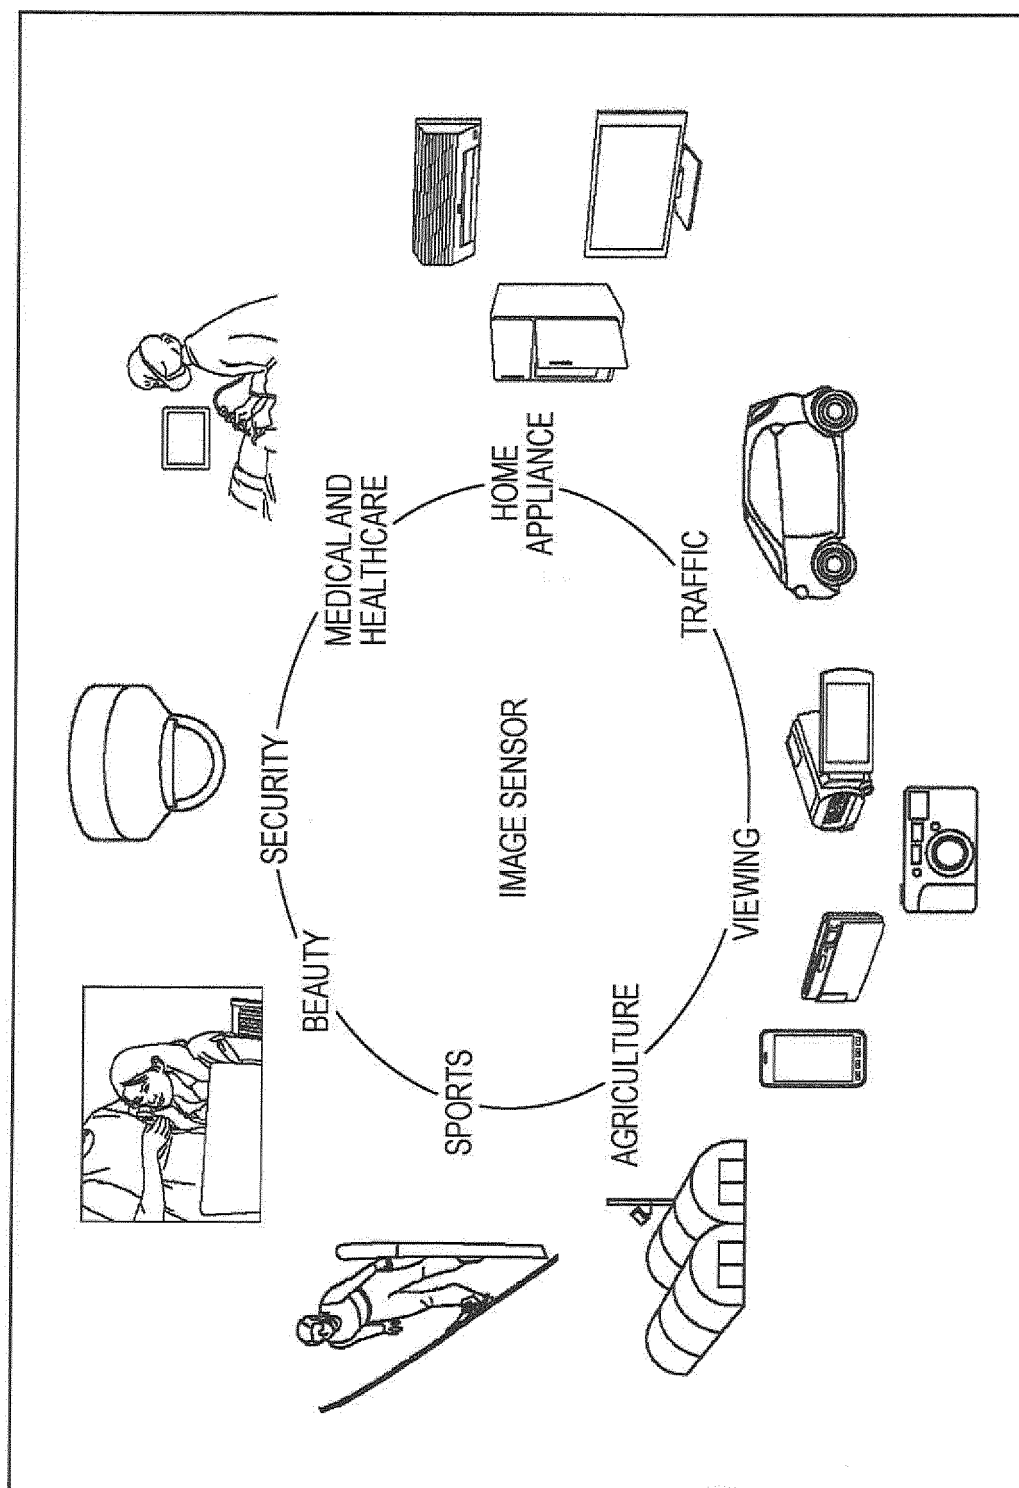 SECURITY
MEDICAL AND
HEALTHCARE
BEAUTY
SPORTS
IMAGE SENSOR
HOME
APPLIANCE
AGRICULTURE
TRAFFIC
VIEWING